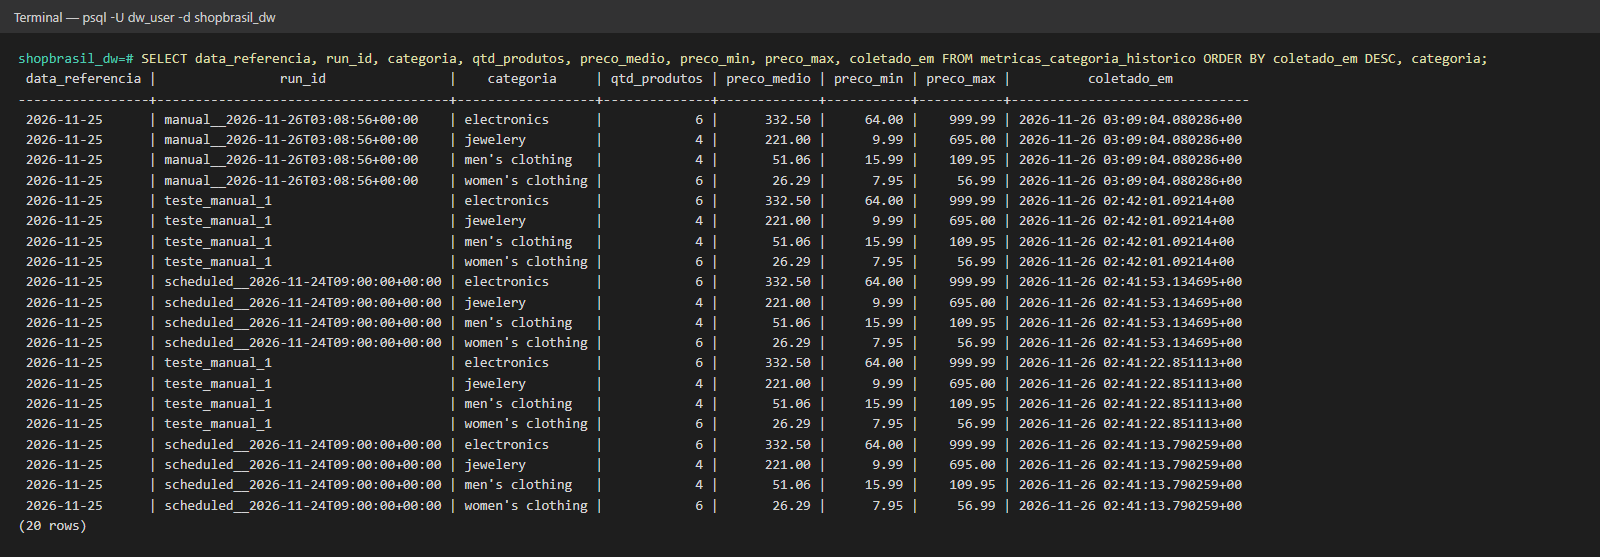 Terminal — psql -U dw_user -d shopbrasil_dw
shopbrasil_dw=# SELECT data_referencia, run_id, categoria, qtd_produtos, preco_medio, preco_min, preco_max, coletado_em FROM metricas_categoria_historico ORDER BY coletado_em DESC, categoria;
 data_referencia |                run_id                |    categoria     | qtd_produtos | preco_medio | preco_min | preco_max |          coletado_em
-----------------+--------------------------------------+------------------+--------------+-------------+-----------+-----------+-------------------------------
 2026-11-25      | manual__2026-11-26T03:08:56+00:00    | electronics      |            6 |      332.50 |     64.00 |    999.99 | 2026-11-26 03:09:04.080286+00
 2026-11-25      | manual__2026-11-26T03:08:56+00:00    | jewelery         |            4 |      221.00 |      9.99 |    695.00 | 2026-11-26 03:09:04.080286+00
 2026-11-25      | manual__2026-11-26T03:08:56+00:00    | men's clothing   |            4 |       51.06 |     15.99 |    109.95 | 2026-11-26 03:09:04.080286+00
 2026-11-25      | manual__2026-11-26T03:08:56+00:00    | women's clothing |            6 |       26.29 |      7.95 |     56.99 | 2026-11-26 03:09:04.080286+00
 2026-11-25      | teste_manual_1                       | electronics      |            6 |      332.50 |     64.00 |    999.99 | 2026-11-26 02:42:01.09214+00
 2026-11-25      | teste_manual_1                       | jewelery         |            4 |      221.00 |      9.99 |    695.00 | 2026-11-26 02:42:01.09214+00
 2026-11-25      | teste_manual_1                       | men's clothing   |            4 |       51.06 |     15.99 |    109.95 | 2026-11-26 02:42:01.09214+00
 2026-11-25      | teste_manual_1                       | women's clothing |            6 |       26.29 |      7.95 |     56.99 | 2026-11-26 02:42:01.09214+00
 2026-11-25      | scheduled__2026-11-24T09:00:00+00:00 | electronics      |            6 |      332.50 |     64.00 |    999.99 | 2026-11-26 02:41:53.134695+00
 2026-11-25      | scheduled__2026-11-24T09:00:00+00:00 | jewelery         |            4 |      221.00 |      9.99 |    695.00 | 2026-11-26 02:41:53.134695+00
 2026-11-25      | scheduled__2026-11-24T09:00:00+00:00 | men's clothing   |            4 |       51.06 |     15.99 |    109.95 | 2026-11-26 02:41:53.134695+00
 2026-11-25      | scheduled__2026-11-24T09:00:00+00:00 | women's clothing |            6 |       26.29 |      7.95 |     56.99 | 2026-11-26 02:41:53.134695+00
 2026-11-25      | teste_manual_1                       | electronics      |            6 |      332.50 |     64.00 |    999.99 | 2026-11-26 02:41:22.851113+00
 2026-11-25      | teste_manual_1                       | jewelery         |            4 |      221.00 |      9.99 |    695.00 | 2026-11-26 02:41:22.851113+00
 2026-11-25      | teste_manual_1                       | men's clothing   |            4 |       51.06 |     15.99 |    109.95 | 2026-11-26 02:41:22.851113+00
 2026-11-25      | teste_manual_1                       | women's clothing |            6 |       26.29 |      7.95 |     56.99 | 2026-11-26 02:41:22.851113+00
 2026-11-25      | scheduled__2026-11-24T09:00:00+00:00 | electronics      |            6 |      332.50 |     64.00 |    999.99 | 2026-11-26 02:41:13.790259+00
 2026-11-25      | scheduled__2026-11-24T09:00:00+00:00 | jewelery         |            4 |      221.00 |      9.99 |    695.00 | 2026-11-26 02:41:13.790259+00
 2026-11-25      | scheduled__2026-11-24T09:00:00+00:00 | men's clothing   |            4 |       51.06 |     15.99 |    109.95 | 2026-11-26 02:41:13.790259+00
 2026-11-25      | scheduled__2026-11-24T09:00:00+00:00 | women's clothing |            6 |       26.29 |      7.95 |     56.99 | 2026-11-26 02:41:13.790259+00
(20 rows)